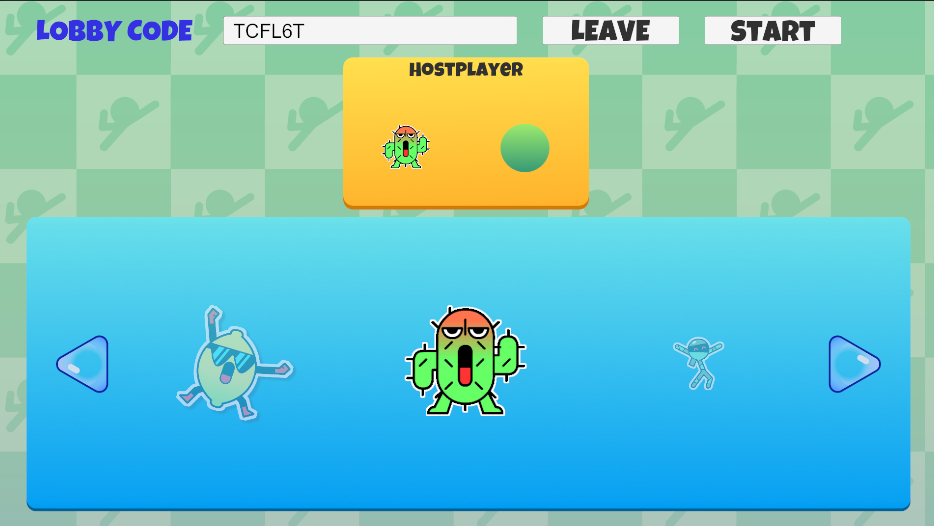 LOBBY CODE
TCFL6T
LEAVE
START
HOSTPLAYER